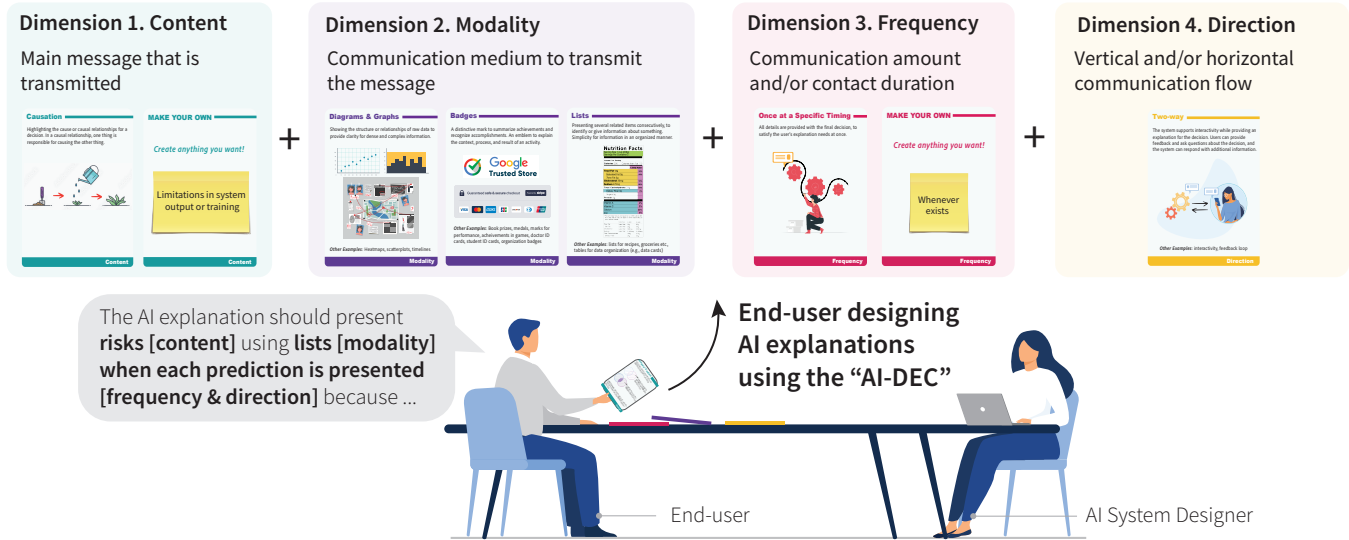 Dimension 1. Content
Main message that is
transmitted
Causation
Highlighting the cause or causal relationships for a
decision. In a causal relationship, one thing is
responsible for causing the other thing.
Content
MAKE YOUR OWN
Create anything you want!
Limitations in system
output or training
Content
+
Dimension 2. Modality
Communication medium to transmit
the message
Diagrams & Graphs
Showing the structure or relationships of raw data to
provide clarity for dense and complex information.
Other Examples: Heatmaps, scatterplots, timelines
Modality
Badges
A distinctive mark to summarize achievements and
recognize accomplishments. An emblem to explain
the context, process, and result of an activity.
Google
Trusted Store
Guaranteed safe & secure checkout
VISA
Other Examples: Book prizes, medals, marks for
performance, achievements in games, doctor ID
cards, student ID cards, organization badges
Modality
Lists
Presenting several related items consecutively, to
identify or give information about something.
Simplicity for information in an organized manner.
Nutrition Facts
Other Examples: lists for recipes, groceries etc.,
tables for data organization (e.g., data cards)
Modality
+
Dimension 3. Frequency
Communication amount
and/or contact duration
Once at a Specific Timing
All details are provided with the final decision, to
satisfy the user's explanation needs at once
Frequency
MAKE YOUR OWN
Create anything you want!
Whenever
exists
Frequency
+
Dimension 4. Direction
Vertical and/or horizontal
communication flow
Two-way
The system supports interactivity while providing an
explanation for the decision. Users can provide
feedback and ask questions about the decision, and
the system can respond with additional information.
Other Examples: interactivity, feedback loop
Direction
The AI explanation should present
risks [content] using lists [modality]
when each prediction is presented
[frequency & direction] because ...
End-user designing
AI explanations
using the “AI-DEC”
End-user
AI System Designer